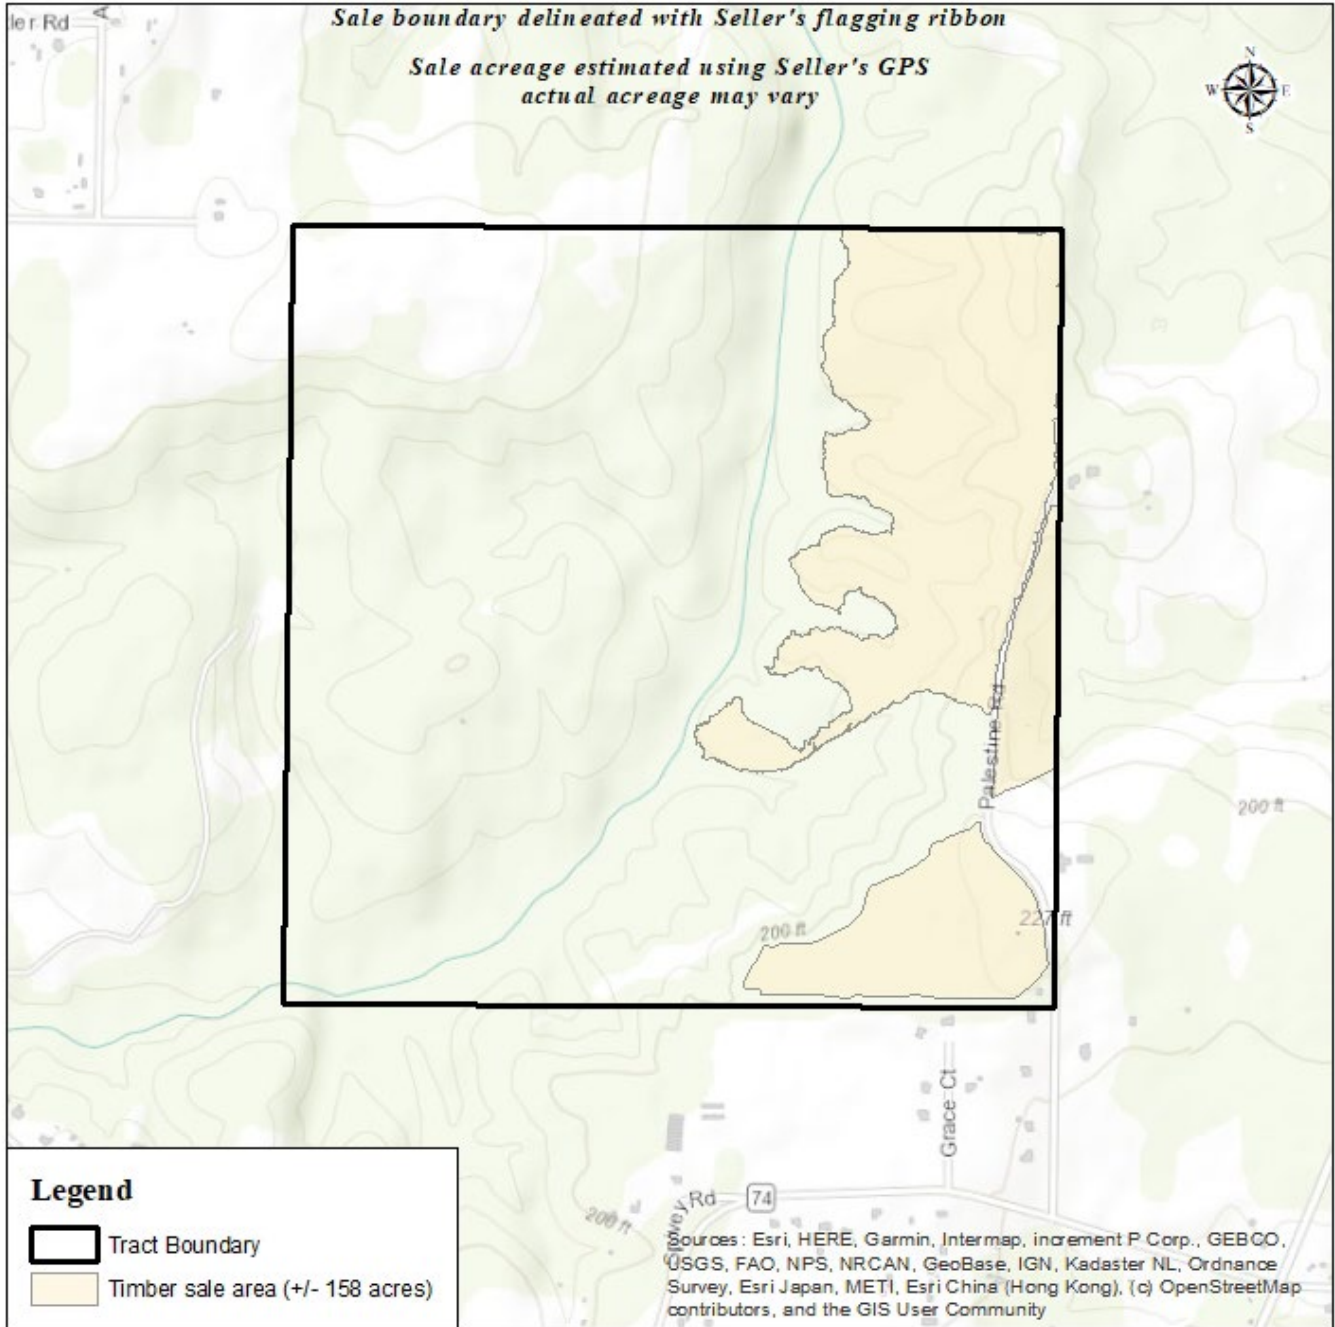 Sale boundary delineated with Seller's flagging ribbon
Sale acreage estimated using Seller's GPS
actual acreage may vary
ler Rd
A
N
W E
S
Palestine Rd
200 ft
227 ft
200 ft
Grace Ct
200 ft
Rd
74
Legend
Tract Boundary
Timber sale area (+/- 158 acres)
Sources: Esri, HERE, Garmin, Intermap, increment P Corp., GEBCO,
USGS, FAO, NPS, NRCAN, GeoBase, IGN, Kadaster NL, Ordnance
Survey, Esri Japan, METI, Esri China (Hong Kong), (c) OpenStreetMap
contributors, and the GIS User Community